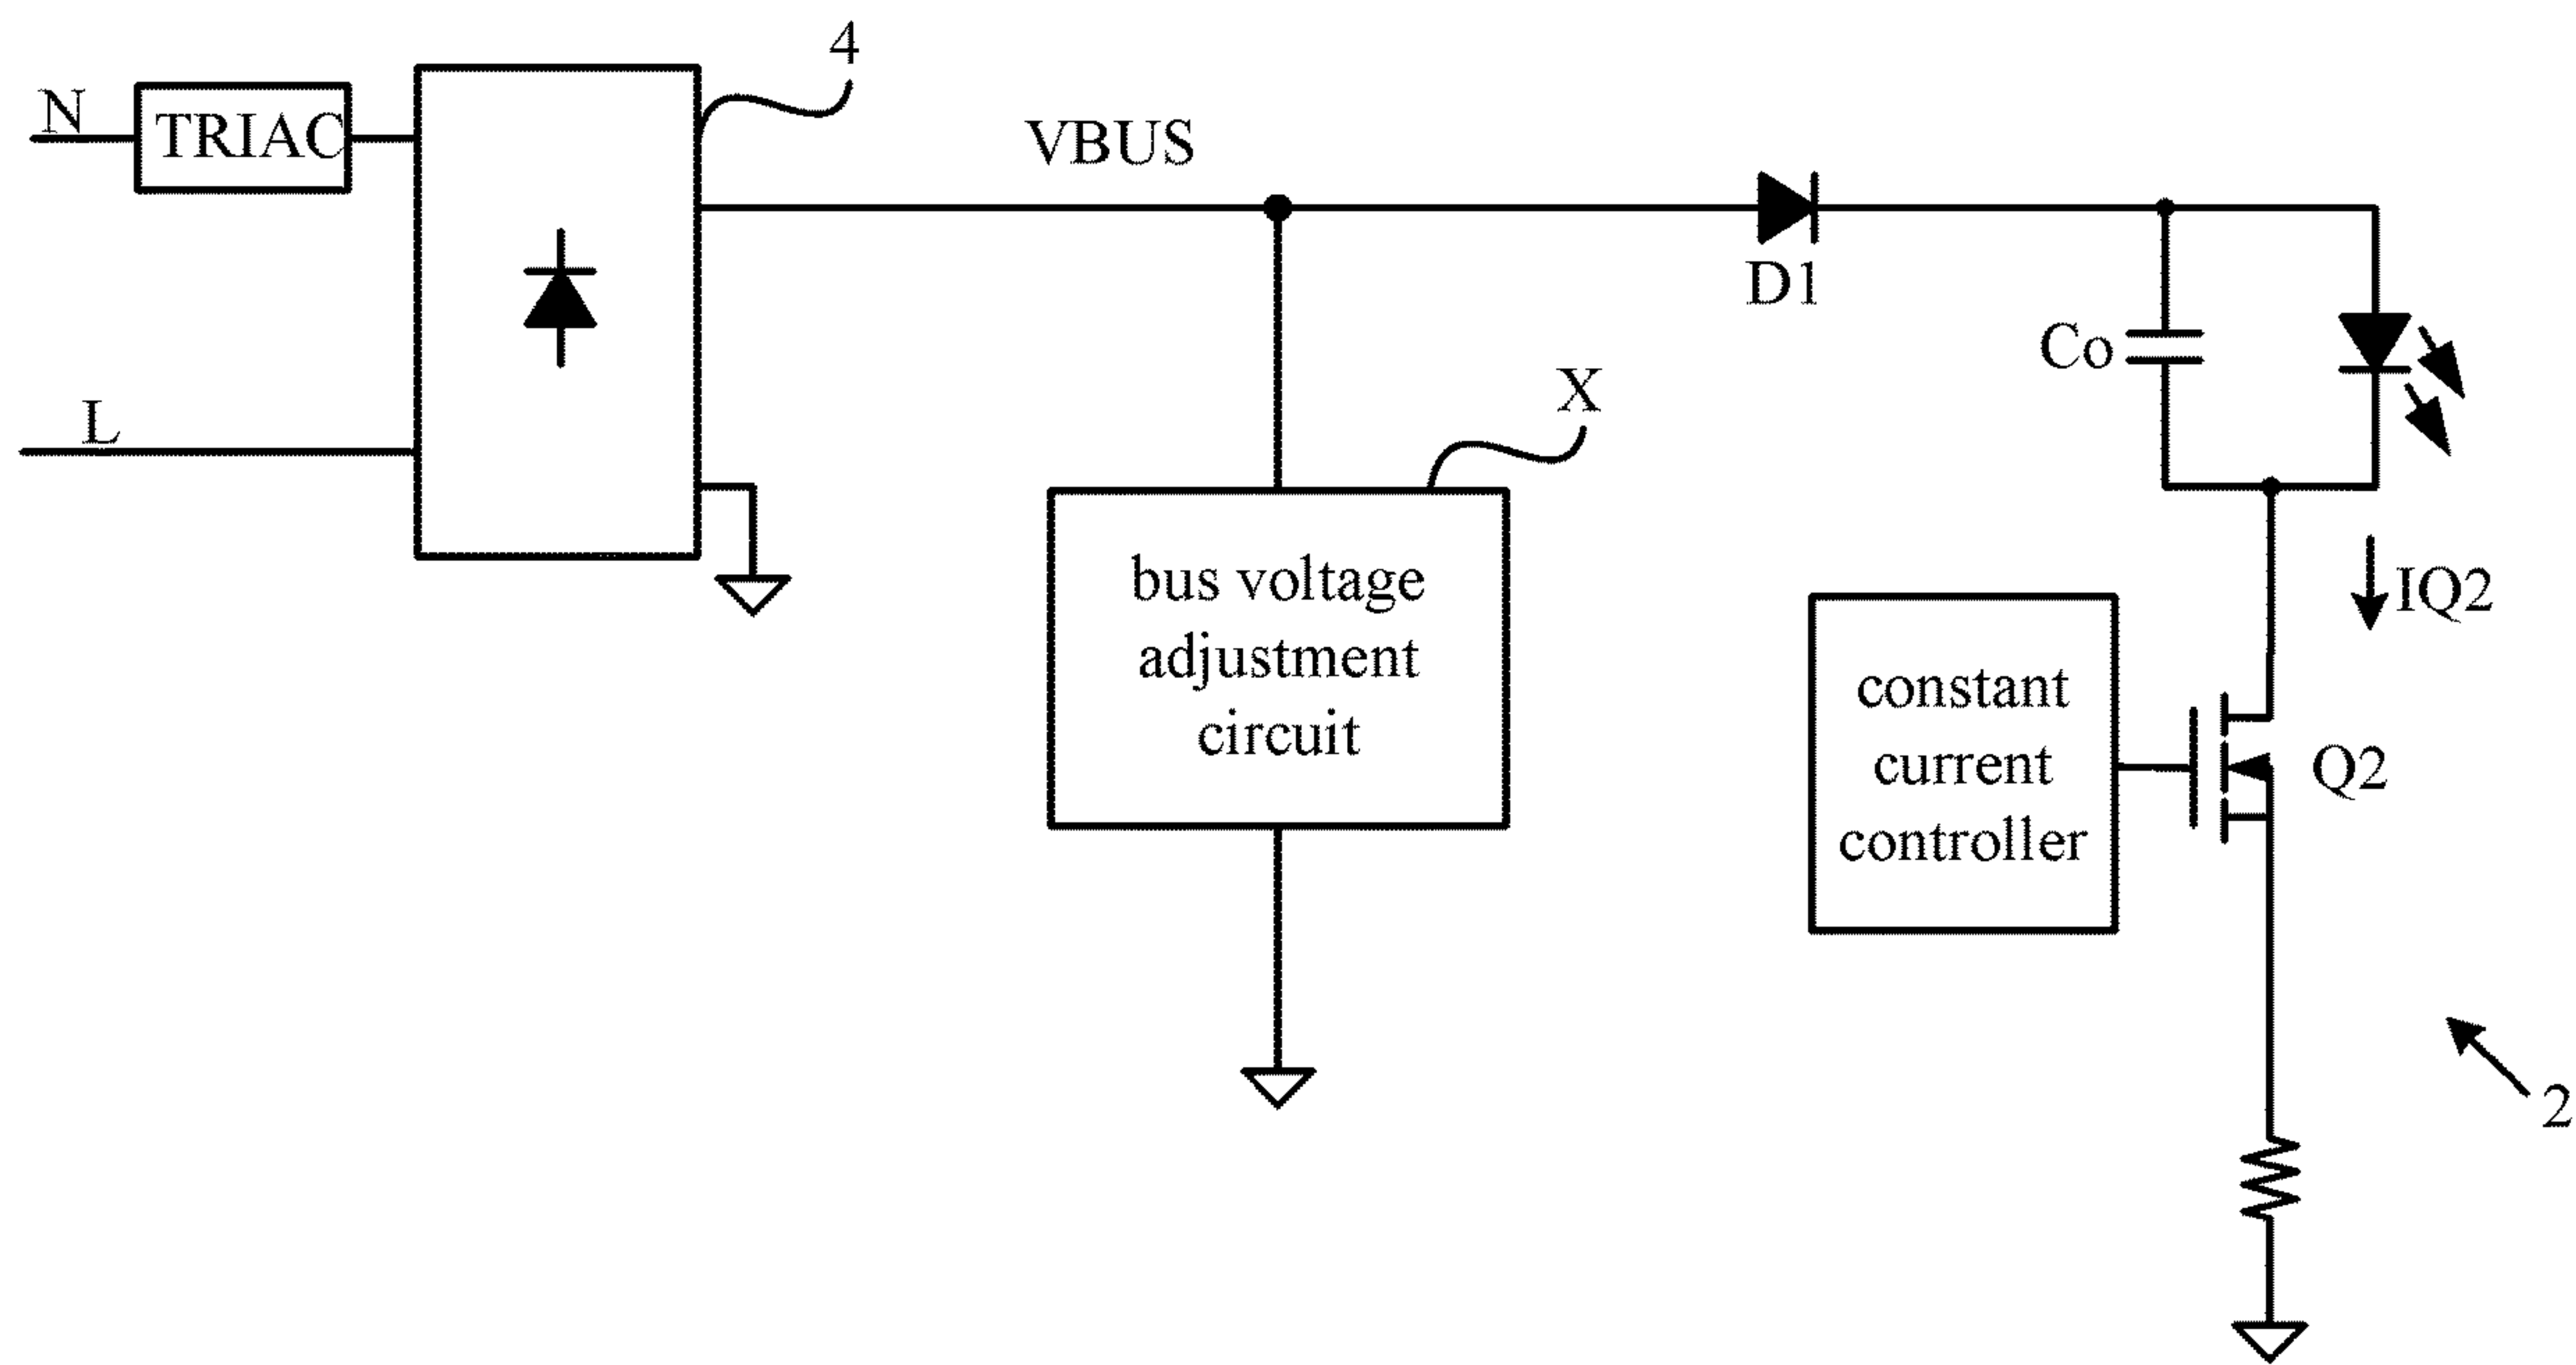 4
N
TRIAC
VBUS
D1
Co
L
X
bus voltage
adjustment
circuit
IQ2
constant
current
controller
Q2
2